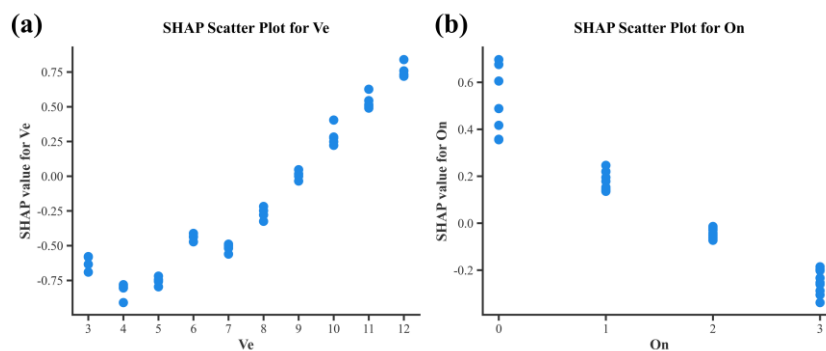 (a)
SHAP Scatter Plot for Ve
0.75
0.50
0.25
0.00
-0.25
-0.50
-0.75
SHAP value for Ve
3 4 5 6 7 8 9 10 11 12
Ve
(b)
SHAP Scatter Plot for On
0.6
0.4
0.2
0.0
-0.2
SHAP value for On
0 1 2 3
On